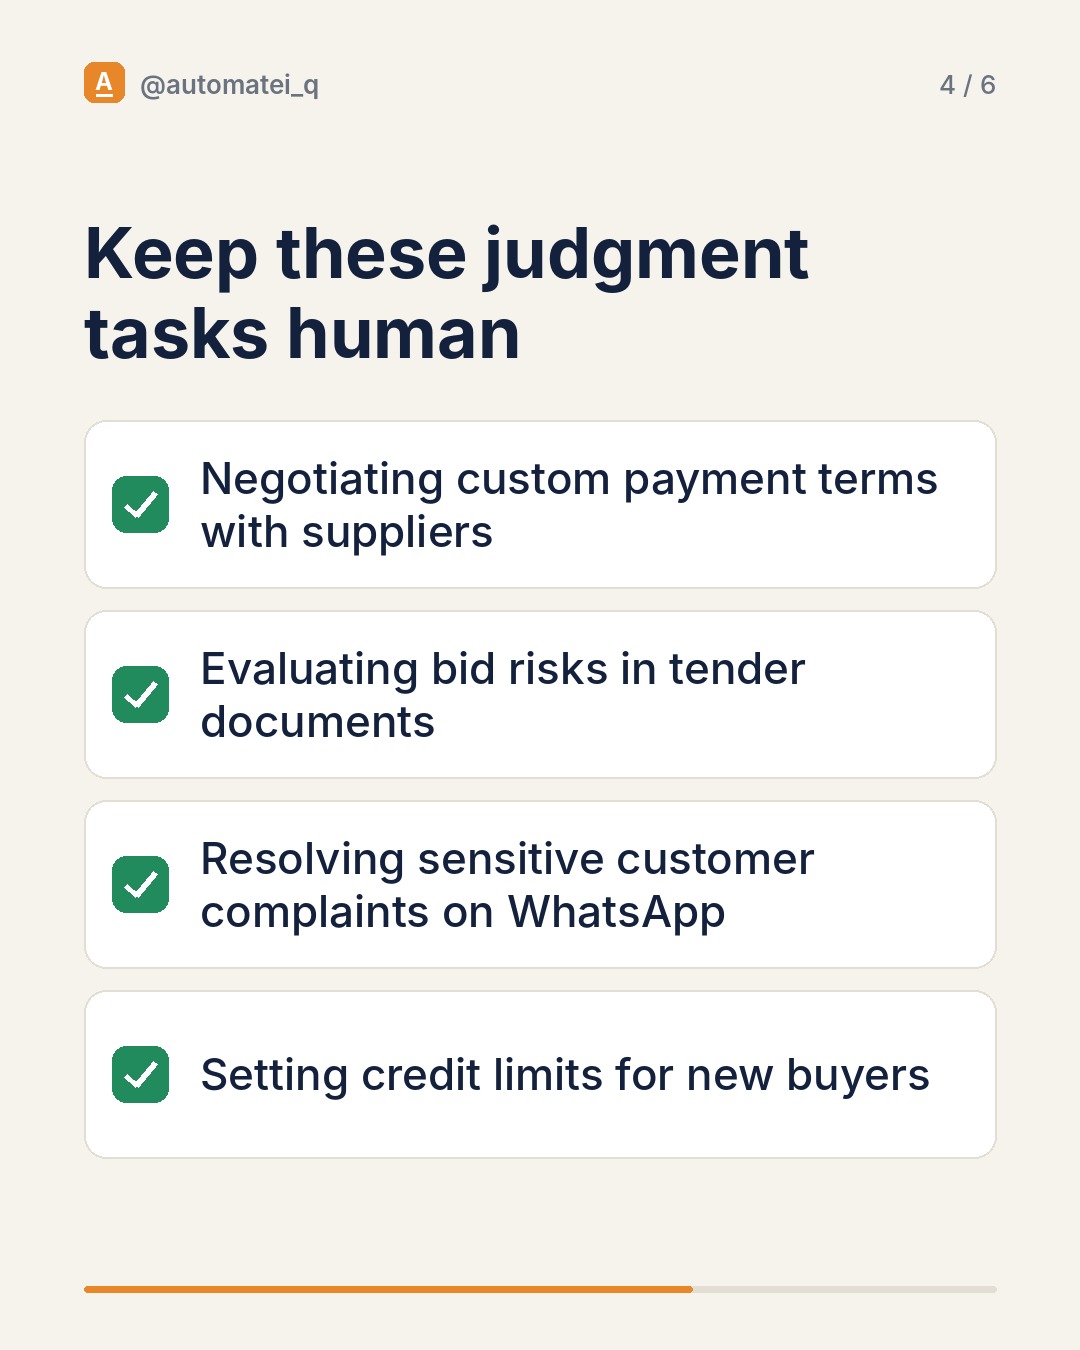 A
@automatei_q
4 / 6
Keep these judgment
tasks human
Negotiating custom payment terms
with suppliers
Evaluating bid risks in tender
documents
Resolving sensitive customer
complaints on WhatsApp
Setting credit limits for new buyers